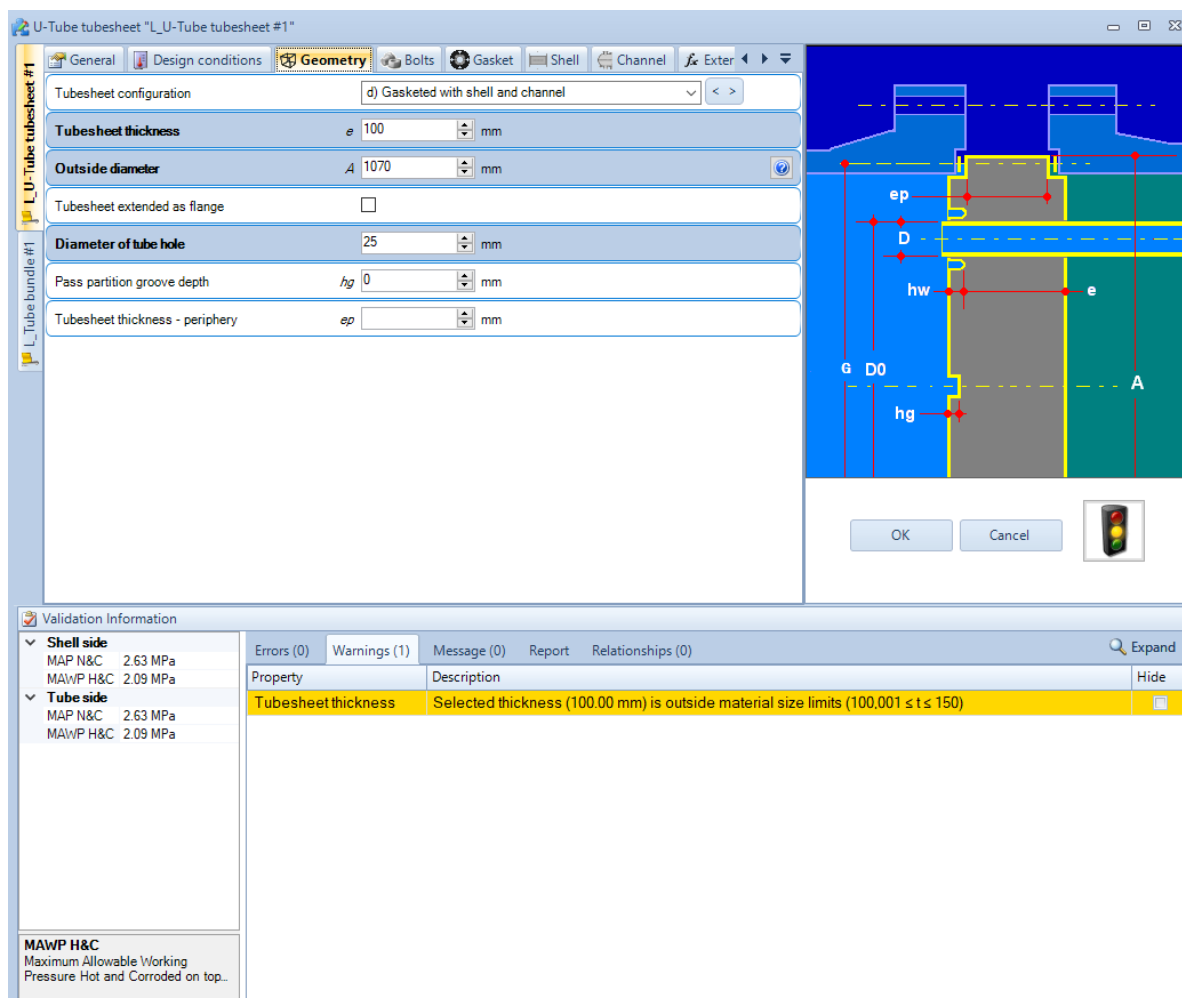 U-Tube tubesheet "L_U-Tube tubesheet #1"
L_U-Tube tubesheet #1
L_Tube bundle #1
General Design conditions Geometry Bolts Gasket Shell Channel fx Exter
Tubesheet configuration d) Gasketed with shell and channel < >
Tubesheet thickness e 100 mm
Outside diameter A 1070 mm
Tubesheet extended as flange
Diameter of tube hole 25 mm
Pass partition groove depth hg 0 mm
Tubesheet thickness - periphery ep mm
ep
D
hw e
G D0
A
hg
OK Cancel
Validation Information
Shell side
MAP N&C 2.63 MPa
MAWP H&C 2.09 MPa
Tube side
MAP N&C 2.63 MPa
MAWP H&C 2.09 MPa
Errors (0) Warnings (1) Message (0) Report Relationships (0) Expand
Property Description Hide
Tubesheet thickness Selected thickness (100.00 mm) is outside material size limits (100,001 ≤ t ≤ 150)
MAWP H&C
Maximum Allowable Working
Pressure Hot and Corroded on top...